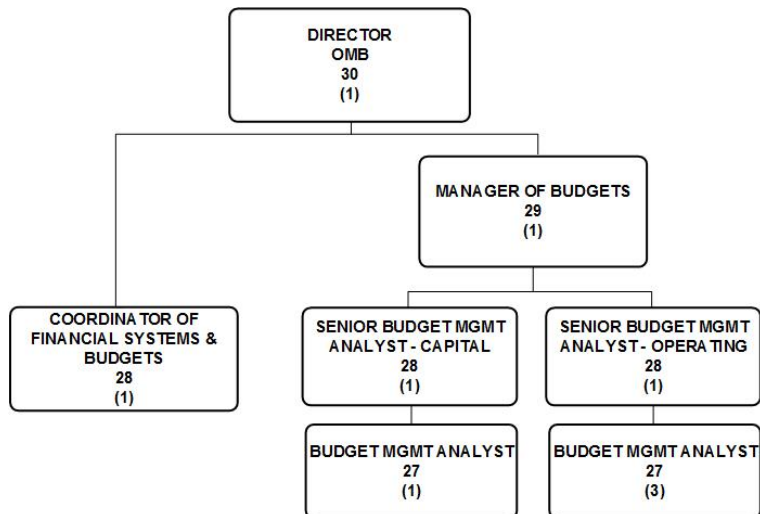 DIRECTOR
OMB
30
(1)
MANAGER OF BUDGETS
29
(1)
COORDINATOR OF
FINANCIAL SYSTEMS &
BUDGETS
28
(1)
SENIOR BUDGET MGMT
ANALYST - CAPITAL
28
(1)
SENIOR BUDGET MGMT
ANALYST - OPERATING
28
(1)
BUDGET MGMT ANALYST
27
(1)
BUDGET MGMT ANALYST
27
(3)